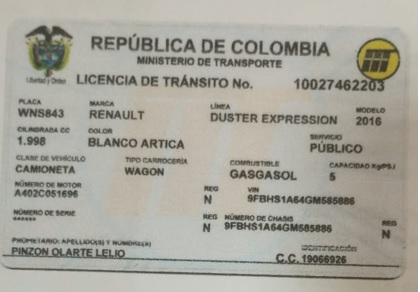 REPÚBLICA DE COLOMBIA
MINISTERIO DE TRANSPORTE
Libertad y Orden
LICENCIA DE TRÁNSITO No. 10027462203
PLACA MARCA LÍNEA MODELO
WNS843 RENAULT DUSTER EXPRESSION 2016
CILINDRADA CC COLOR SERVICIO
1.998 BLANCO ARTICA PÚBLICO
CLASE DE VEHÍCULO TIPO CARROCERÍA COMBUSTIBLE CAPACIDAD Kg/PSJ
CAMIONETA WAGON GASGASOL 5
NÚMERO DE MOTOR REG VIN
A402C051696 N 9FBHS1A64GM585886
NÚMERO DE SERIE REG NÚMERO DE CHASIS REG
****** N 9FBHS1A64GM585886 N
PROPIETARIO: APELLIDO(S) Y NOMBRE(S) IDENTIFICACIÓN
PINZON OLARTE LELIO C.C. 19066926